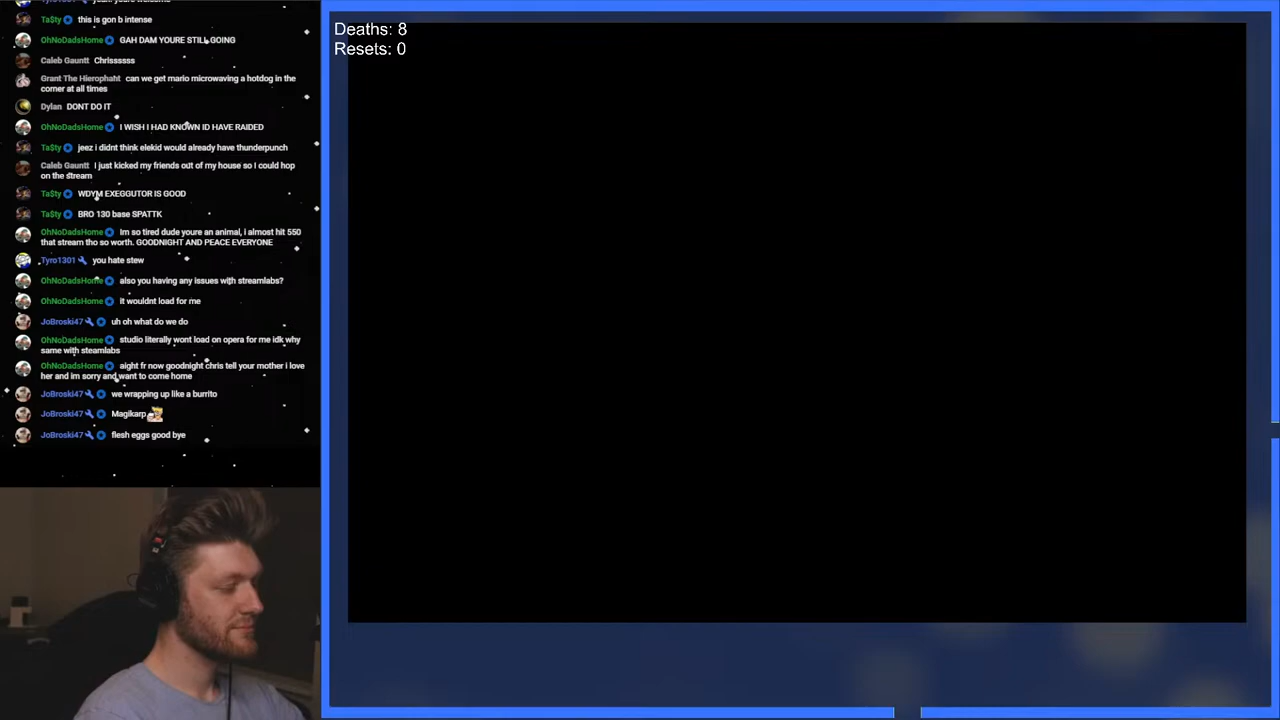 Ta$ty this is gon b intense
OhNoDadsHome GAH DAM YOURE STILL GOING
Caleb Gauntt Chrissssss
Grant The Hierophant can we get mario microwaving a hotdog in the
corner at all times
Dylan DONT DO IT
OhNoDadsHome I WISH I HAD KNOWN ID HAVE RAIDED
Ta$ty jeez i didnt think elekid would already have thunderpunch
Caleb Gauntt I just kicked my friends out of my house so I could hop
on the stream
Ta$ty WDYM EXEGGUTOR IS GOOD
Ta$ty BRO 130 base SPATTK
OhNoDadsHome Im so tired dude youre an animal, i almost hit 550
that stream tho so worth. GOODNIGHT AND PEACE EVERYONE
Tyro1301 you hate stew
OhNoDadsHome also you having any issues with streamlabs?
OhNoDadsHome it wouldnt load for me
JoBroski47 uh oh what do we do
OhNoDadsHome studio literally wont load on opera for me idk why
same with steamlabs
OhNoDadsHome aight fr now goodnight chris tell your mother i love
her and im sorry and want to come home
JoBroski47 we wrapping up like a burrito
JoBroski47 Magikarp
JoBroski47 flesh eggs good bye
Deaths: 8
Resets: 0